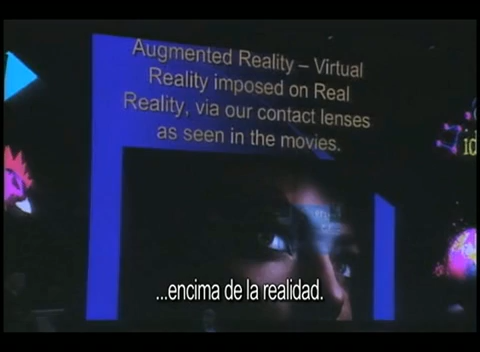 Augmented Reality – Virtual
Reality imposed on Real
Reality, via our contact lenses
as seen in the movies.
id
...encima de la realidad.